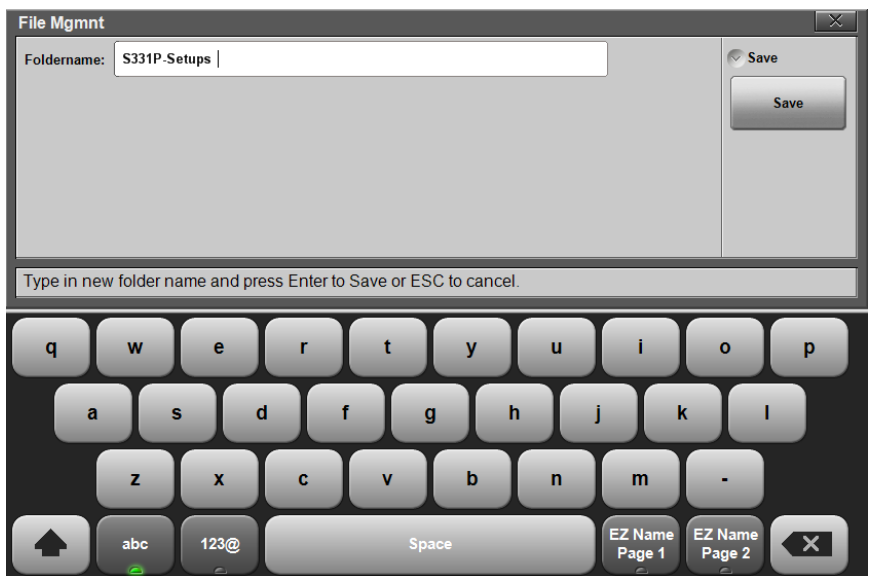 File Mgmnt
Foldername: S331P-Setups
Save
Save
Type in new folder name and press Enter to Save or ESC to cancel.
q w e r t y u i o p
a s d f g h j k l
z x c v b n m -
abc 123@ Space EZ Name Page 1 EZ Name Page 2